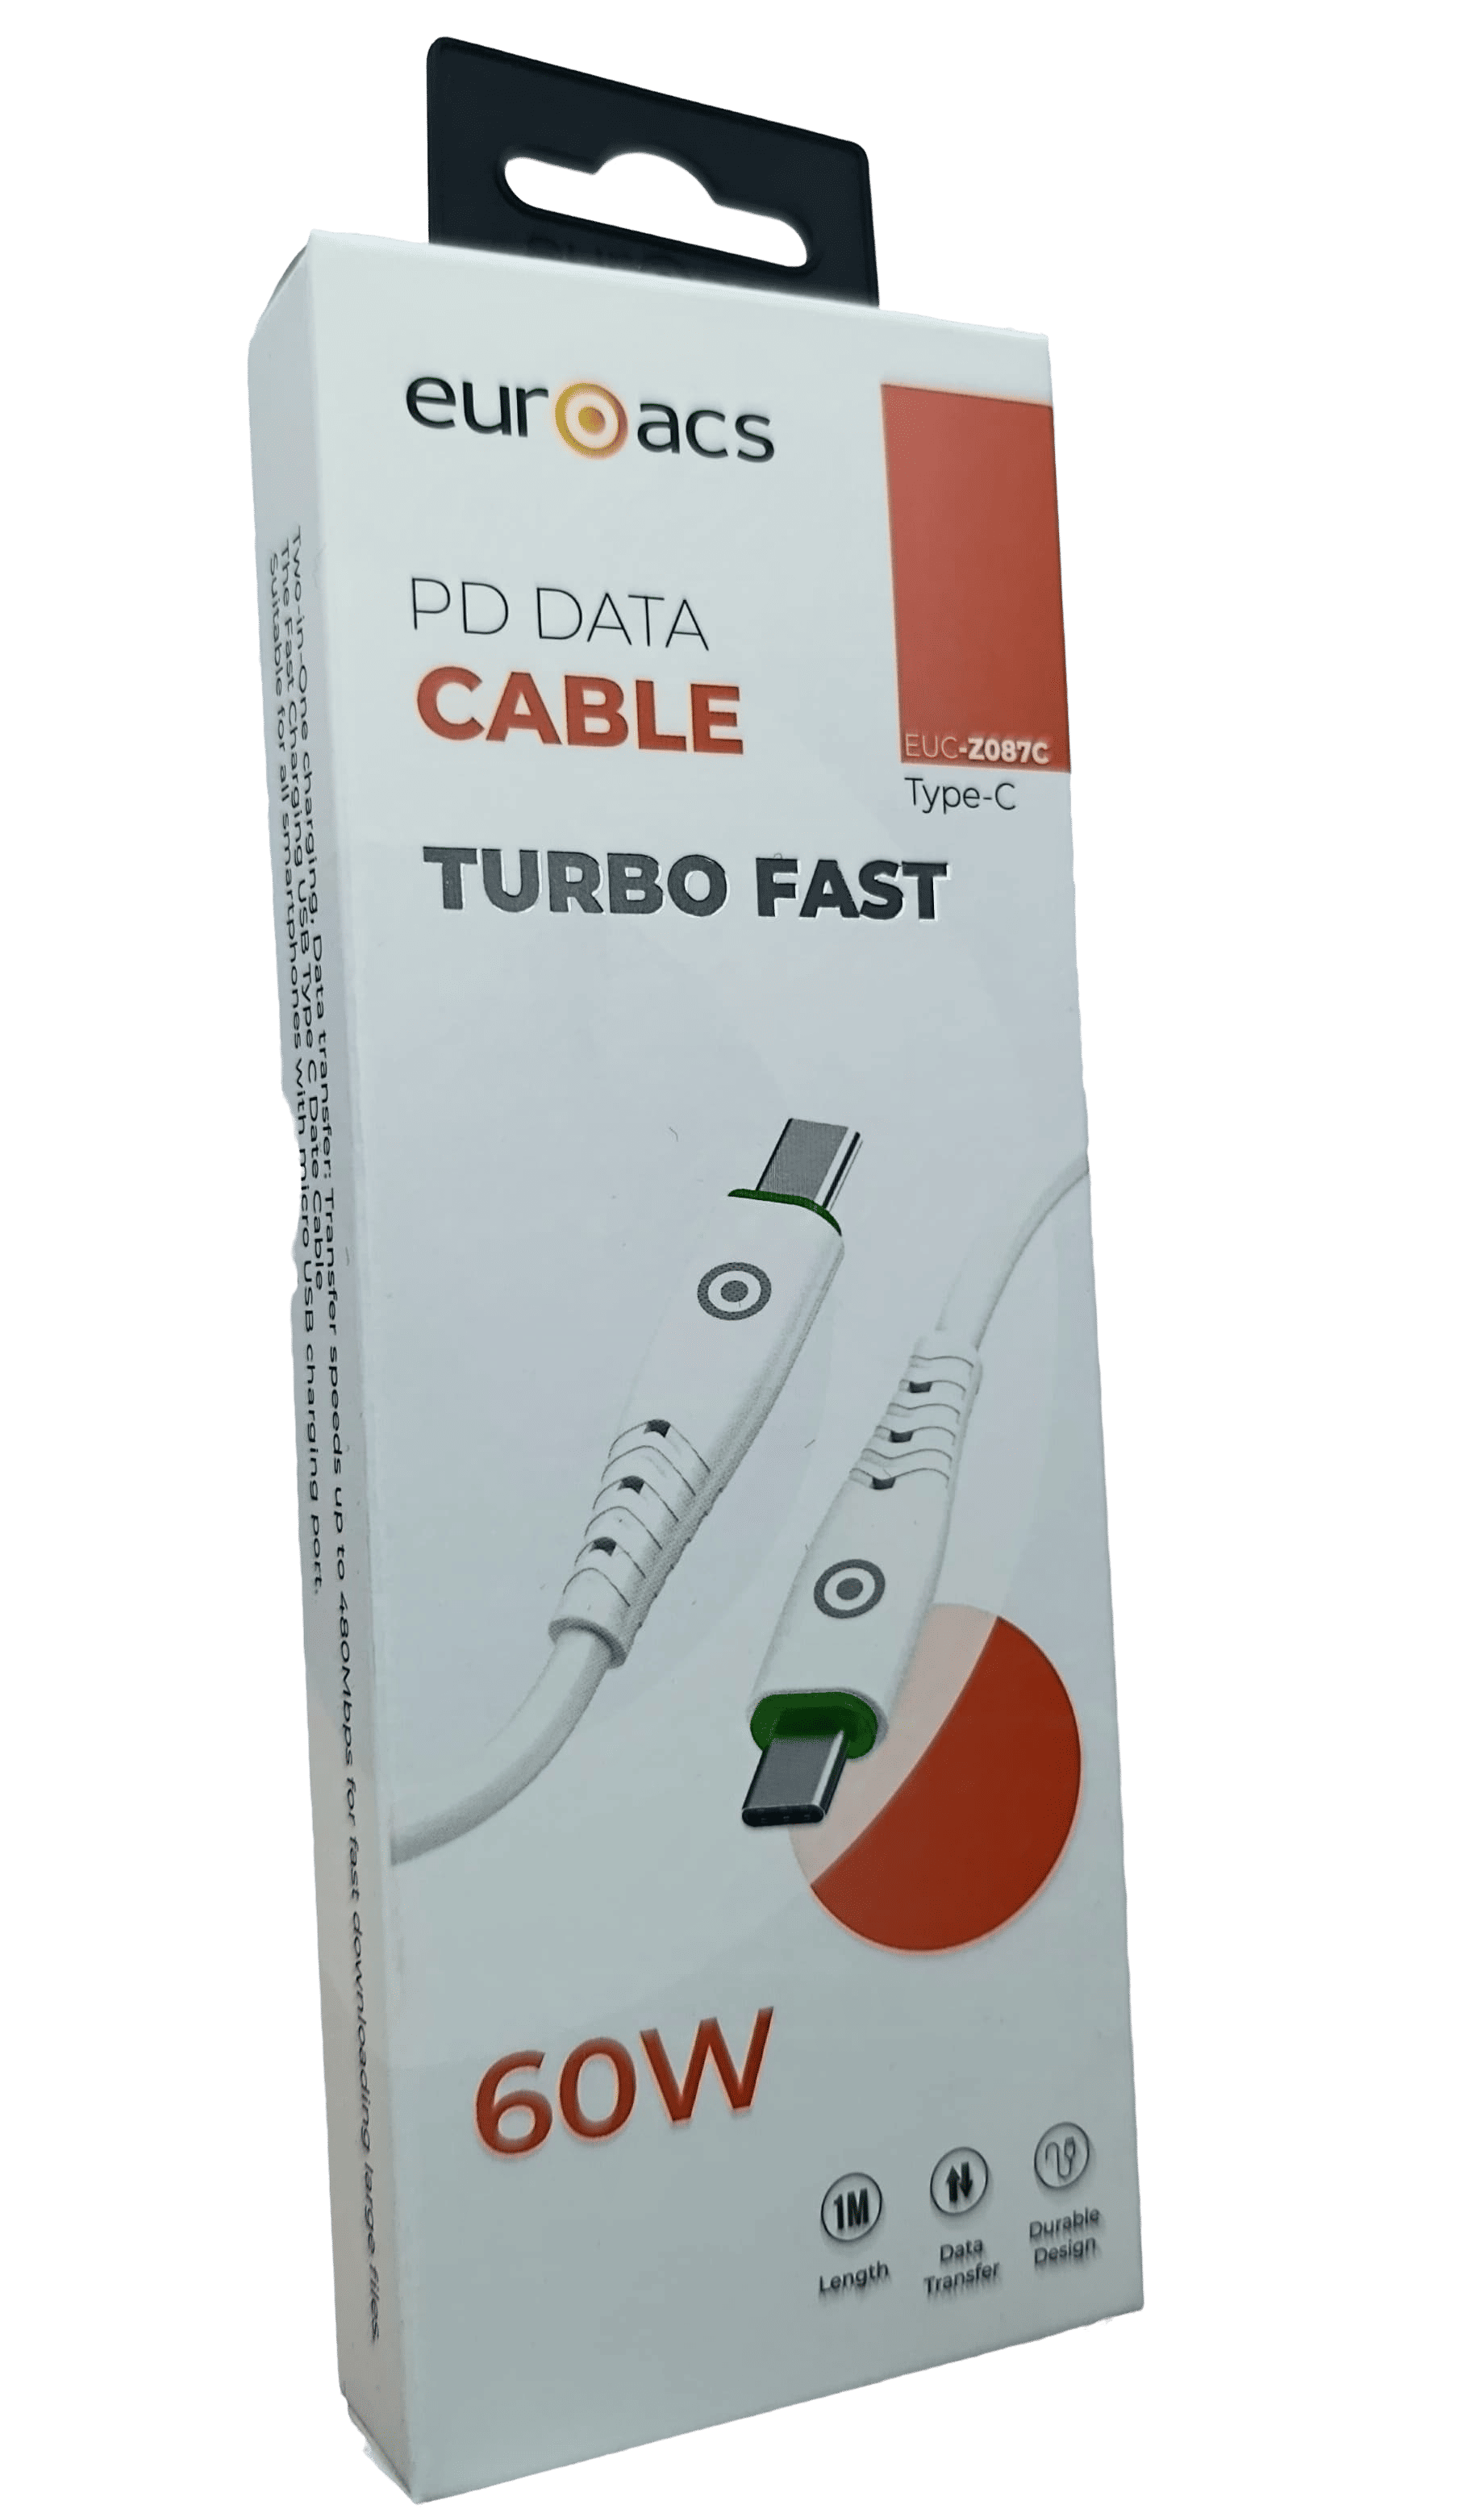 euroacs
PD DATA
CABLE
EUC-Z087C
Type-C
TURBO FAST
60W
1M
Length
Data
Transfer
Durable
Design
Two-in-One charging; Data transfer: Transfer speeds up to 480Mbps for fast downloading large files
The Fast Charging USB Type C Date Cable
Suitable for all smartphones with micro USB charging port.